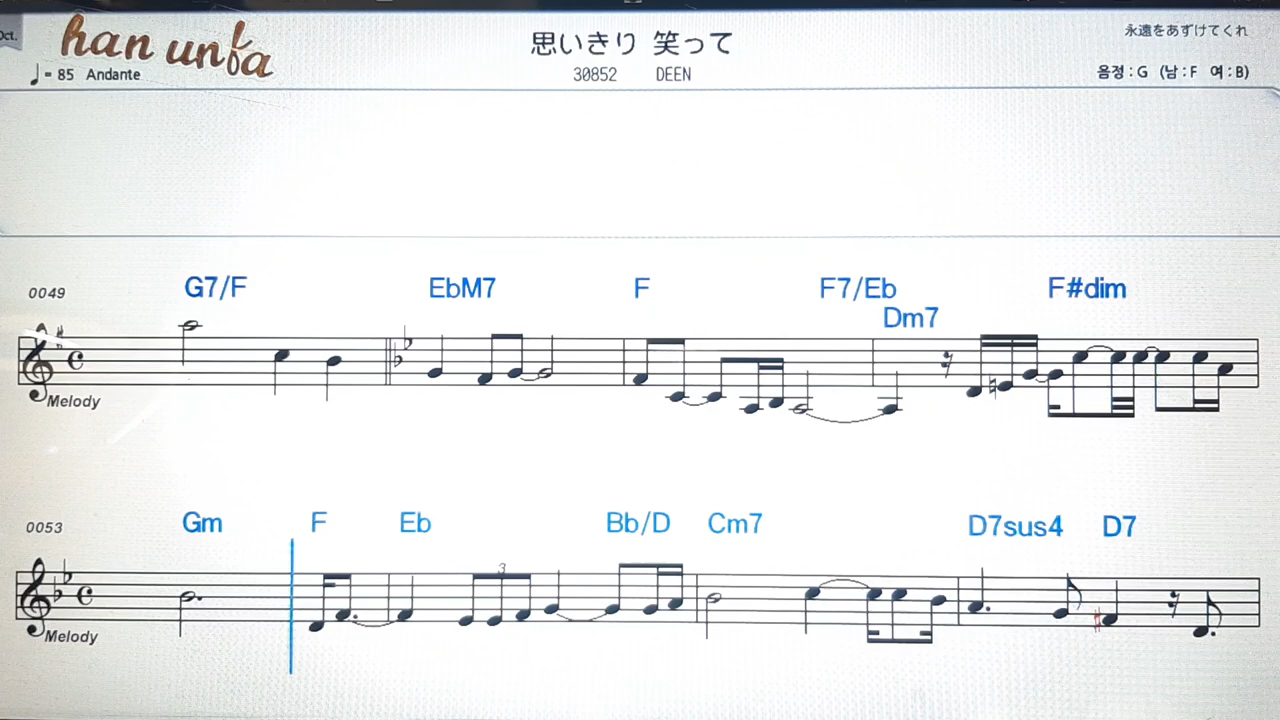 Oct.
han unfa
思いきり 笑って
永遠をあずけてくれ
♩= 85 Andante
30852 DEEN
음정 : G (남 : F 여 : B)
0049
G7/F EbM7 F F7/Eb Dm7 F#dim
Melody
0053
Gm F Eb Bb/D Cm7 D7sus4 D7
3
Melody